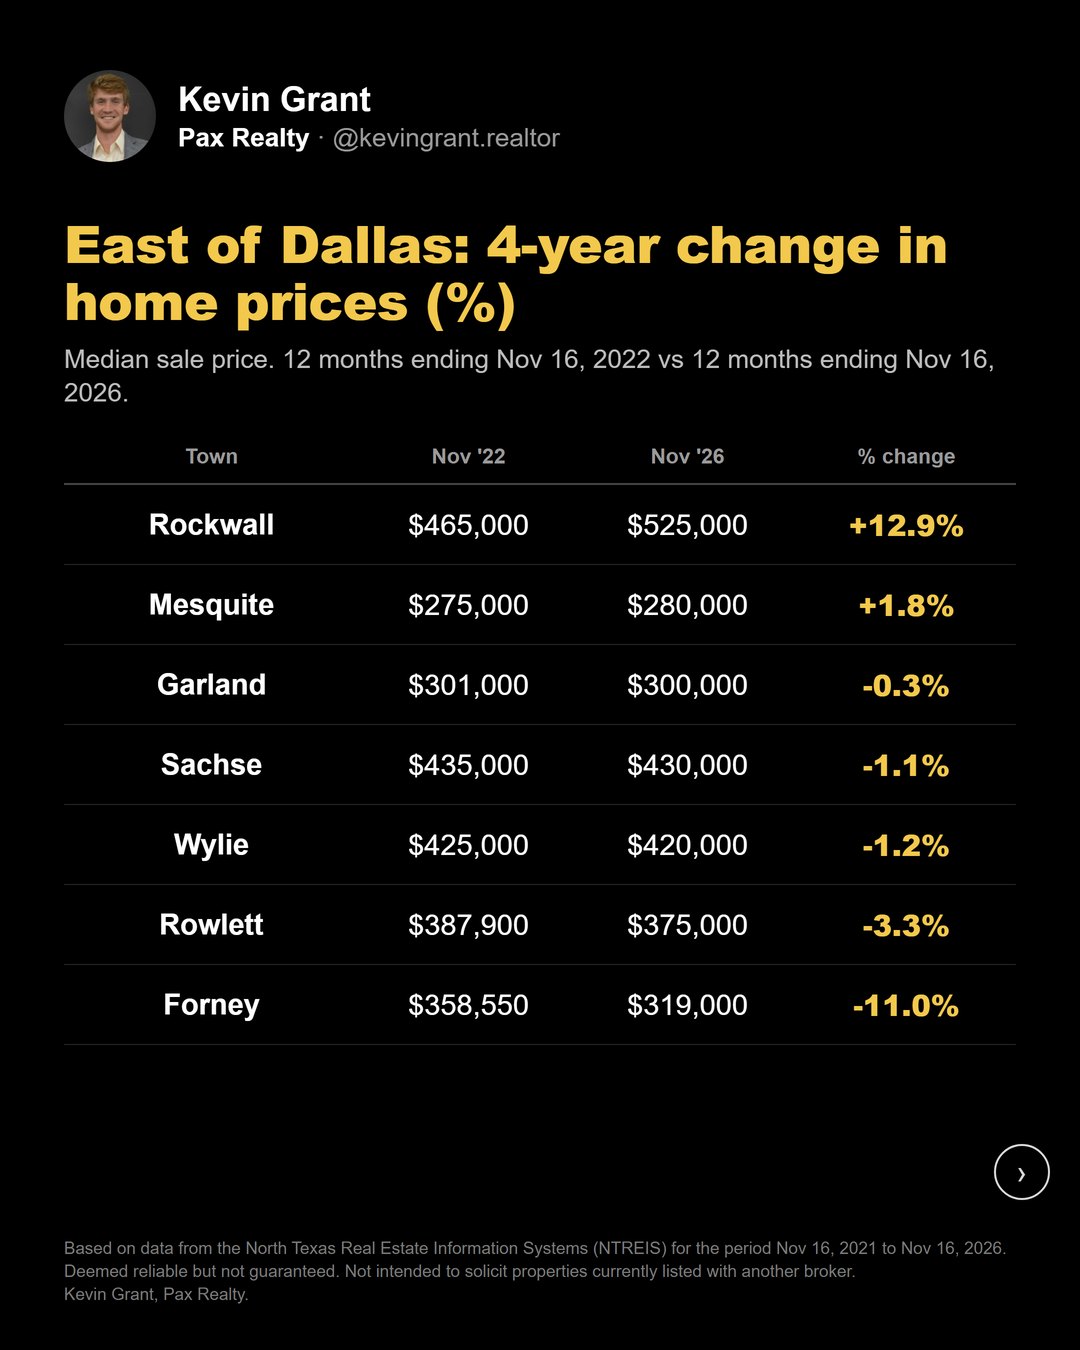 Kevin Grant
Pax Realty · @kevingrant.realtor
East of Dallas: 4-year change in
home prices (%)
Median sale price. 12 months ending Nov 16, 2022 vs 12 months ending Nov 16,
2026.
Town Nov '22 Nov '26 % change
Rockwall $465,000 $525,000 +12.9%
Mesquite $275,000 $280,000 +1.8%
Garland $301,000 $300,000 -0.3%
Sachse $435,000 $430,000 -1.1%
Wylie $425,000 $420,000 -1.2%
Rowlett $387,900 $375,000 -3.3%
Forney $358,550 $319,000 -11.0%
›
Based on data from the North Texas Real Estate Information Systems (NTREIS) for the period Nov 16, 2021 to Nov 16, 2026.
Deemed reliable but not guaranteed. Not intended to solicit properties currently listed with another broker.
Kevin Grant, Pax Realty.